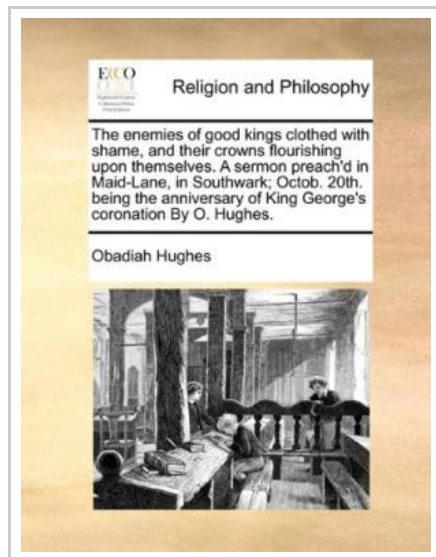 ECCO
Religion and Philosophy
The enemies of good kings clothed with
shame, and their crowns flourishing
upon themselves. A sermon preach'd in
Maid-Lane, in Southwark; Octob. 20th.
being the anniversary of King George's
coronation By O. Hughes.
Obadiah Hughes